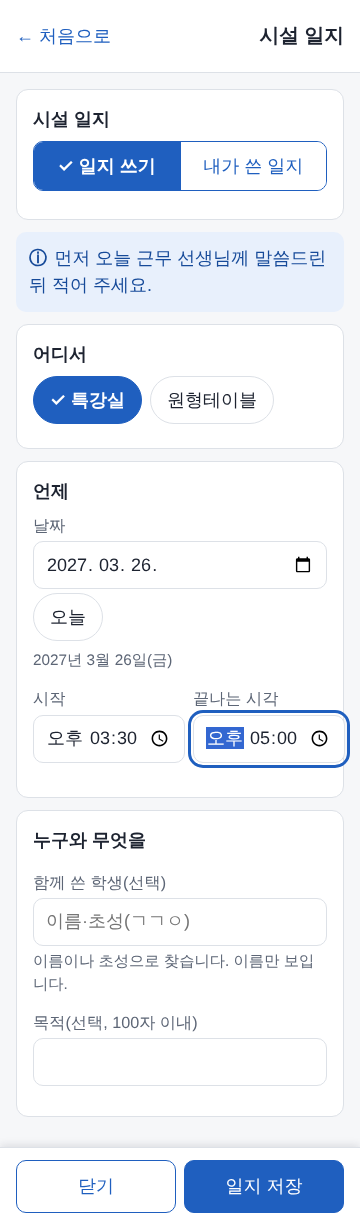 ← 처음으로
시설 일지
시설 일지
✓ 일지 쓰기
내가 쓴 일지
ⓘ 먼저 오늘 근무 선생님께 말씀드린
뒤 적어 주세요.
어디서
✓ 특강실
원형테이블
언제
날짜
2027. 03. 26.
오늘
2027년 3월 26일(금)
시작
끝나는 시각
오후 03:30
오후 05:00
누구와 무엇을
함께 쓴 학생(선택)
이름·초성(ㄱㄱㅇ)
이름이나 초성으로 찾습니다. 이름만 보입
니다.
목적(선택, 100자 이내)
닫기
일지 저장